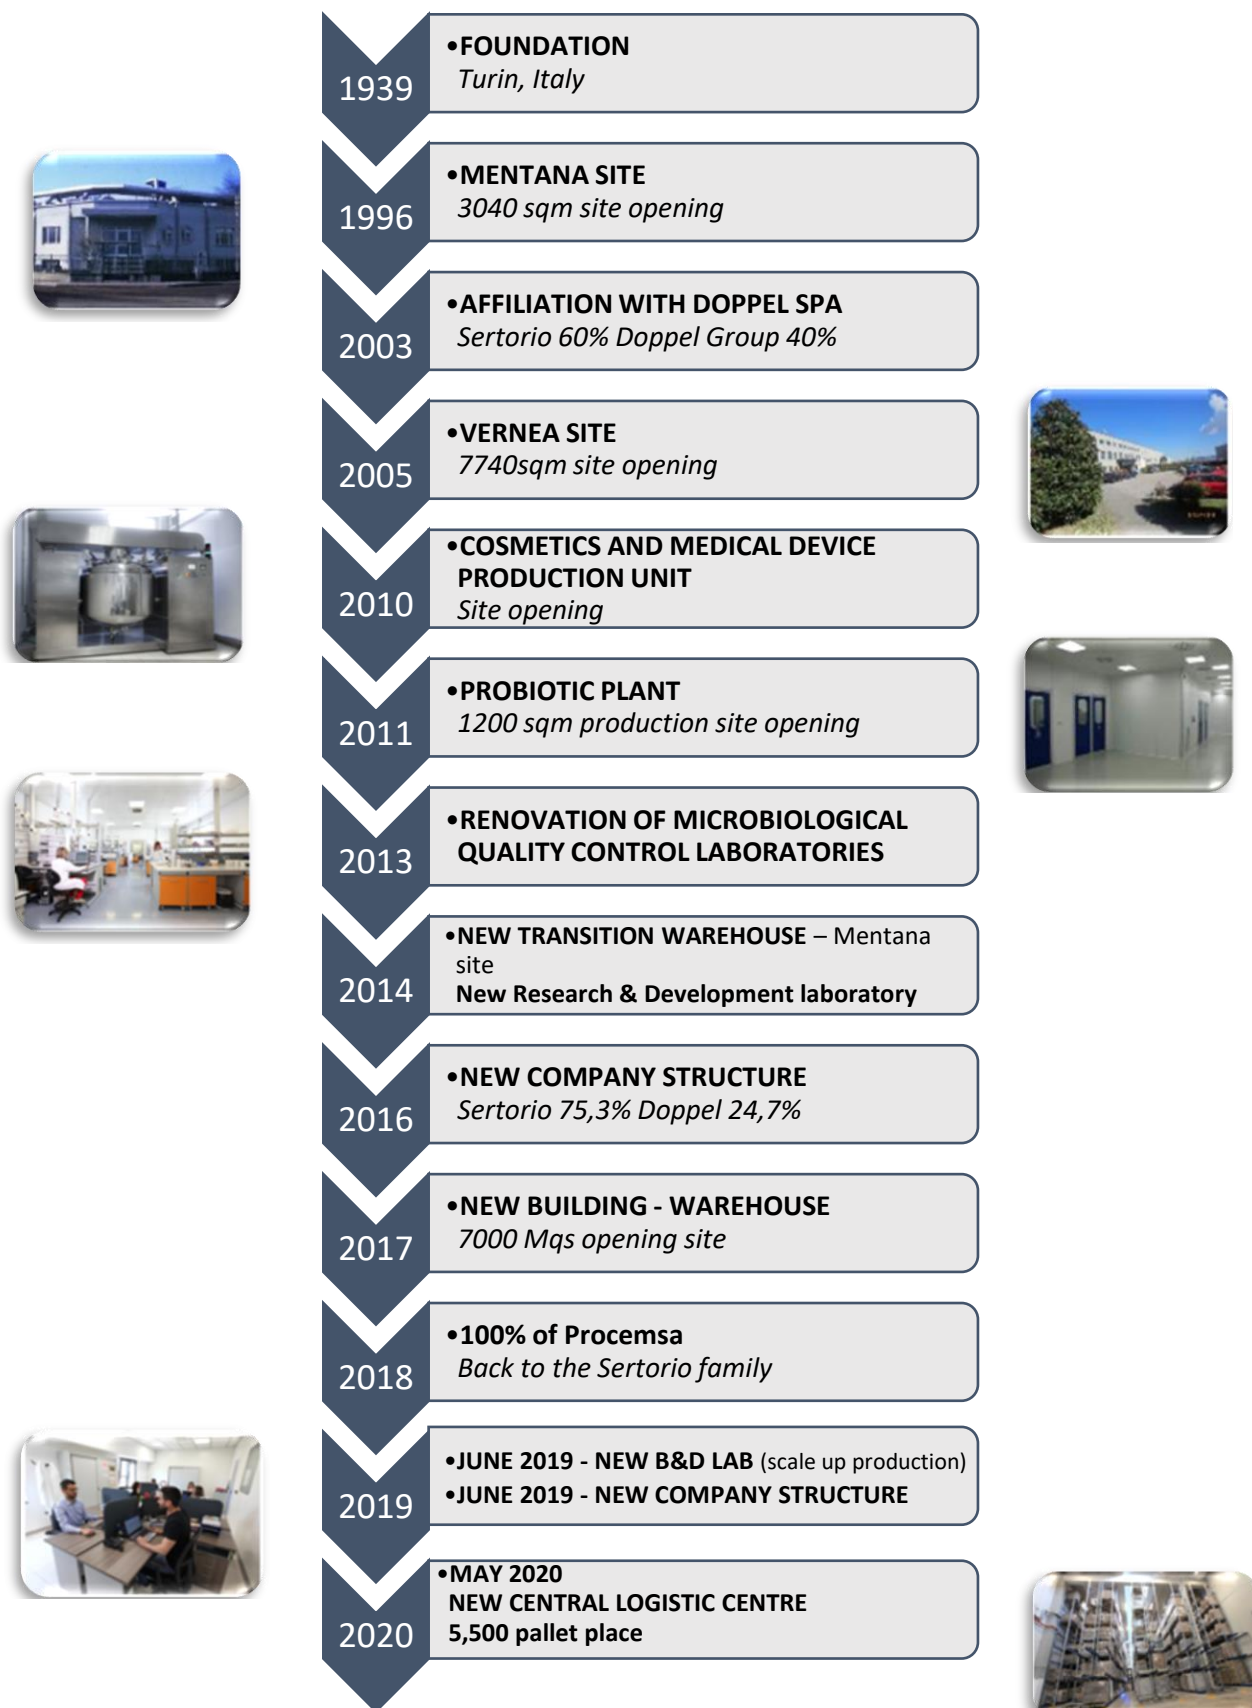 1939
•FOUNDATION
Turin, Italy
1996
•MENTANA SITE
3040 sqm site opening
2003
•AFFILIATION WITH DOPPEL SPA
Sertorio 60% Doppel Group 40%
2005
•VERNEA SITE
7740sqm site opening
2010
•COSMETICS AND MEDICAL DEVICE
PRODUCTION UNIT
Site opening
2011
•PROBIOTIC PLANT
1200 sqm production site opening
2013
•RENOVATION OF MICROBIOLOGICAL
QUALITY CONTROL LABORATORIES
2014
•NEW TRANSITION WAREHOUSE – Mentana
site
New Research & Development laboratory
2016
•NEW COMPANY STRUCTURE
Sertorio 75,3% Doppel 24,7%
2017
•NEW BUILDING - WAREHOUSE
7000 Mqs opening site
2018
•100% of Procemsa
Back to the Sertorio family
2019
•JUNE 2019 - NEW B&D LAB (scale up production)
•JUNE 2019 - NEW COMPANY STRUCTURE
2020
•MAY 2020
NEW CENTRAL LOGISTIC CENTRE
5,500 pallet place